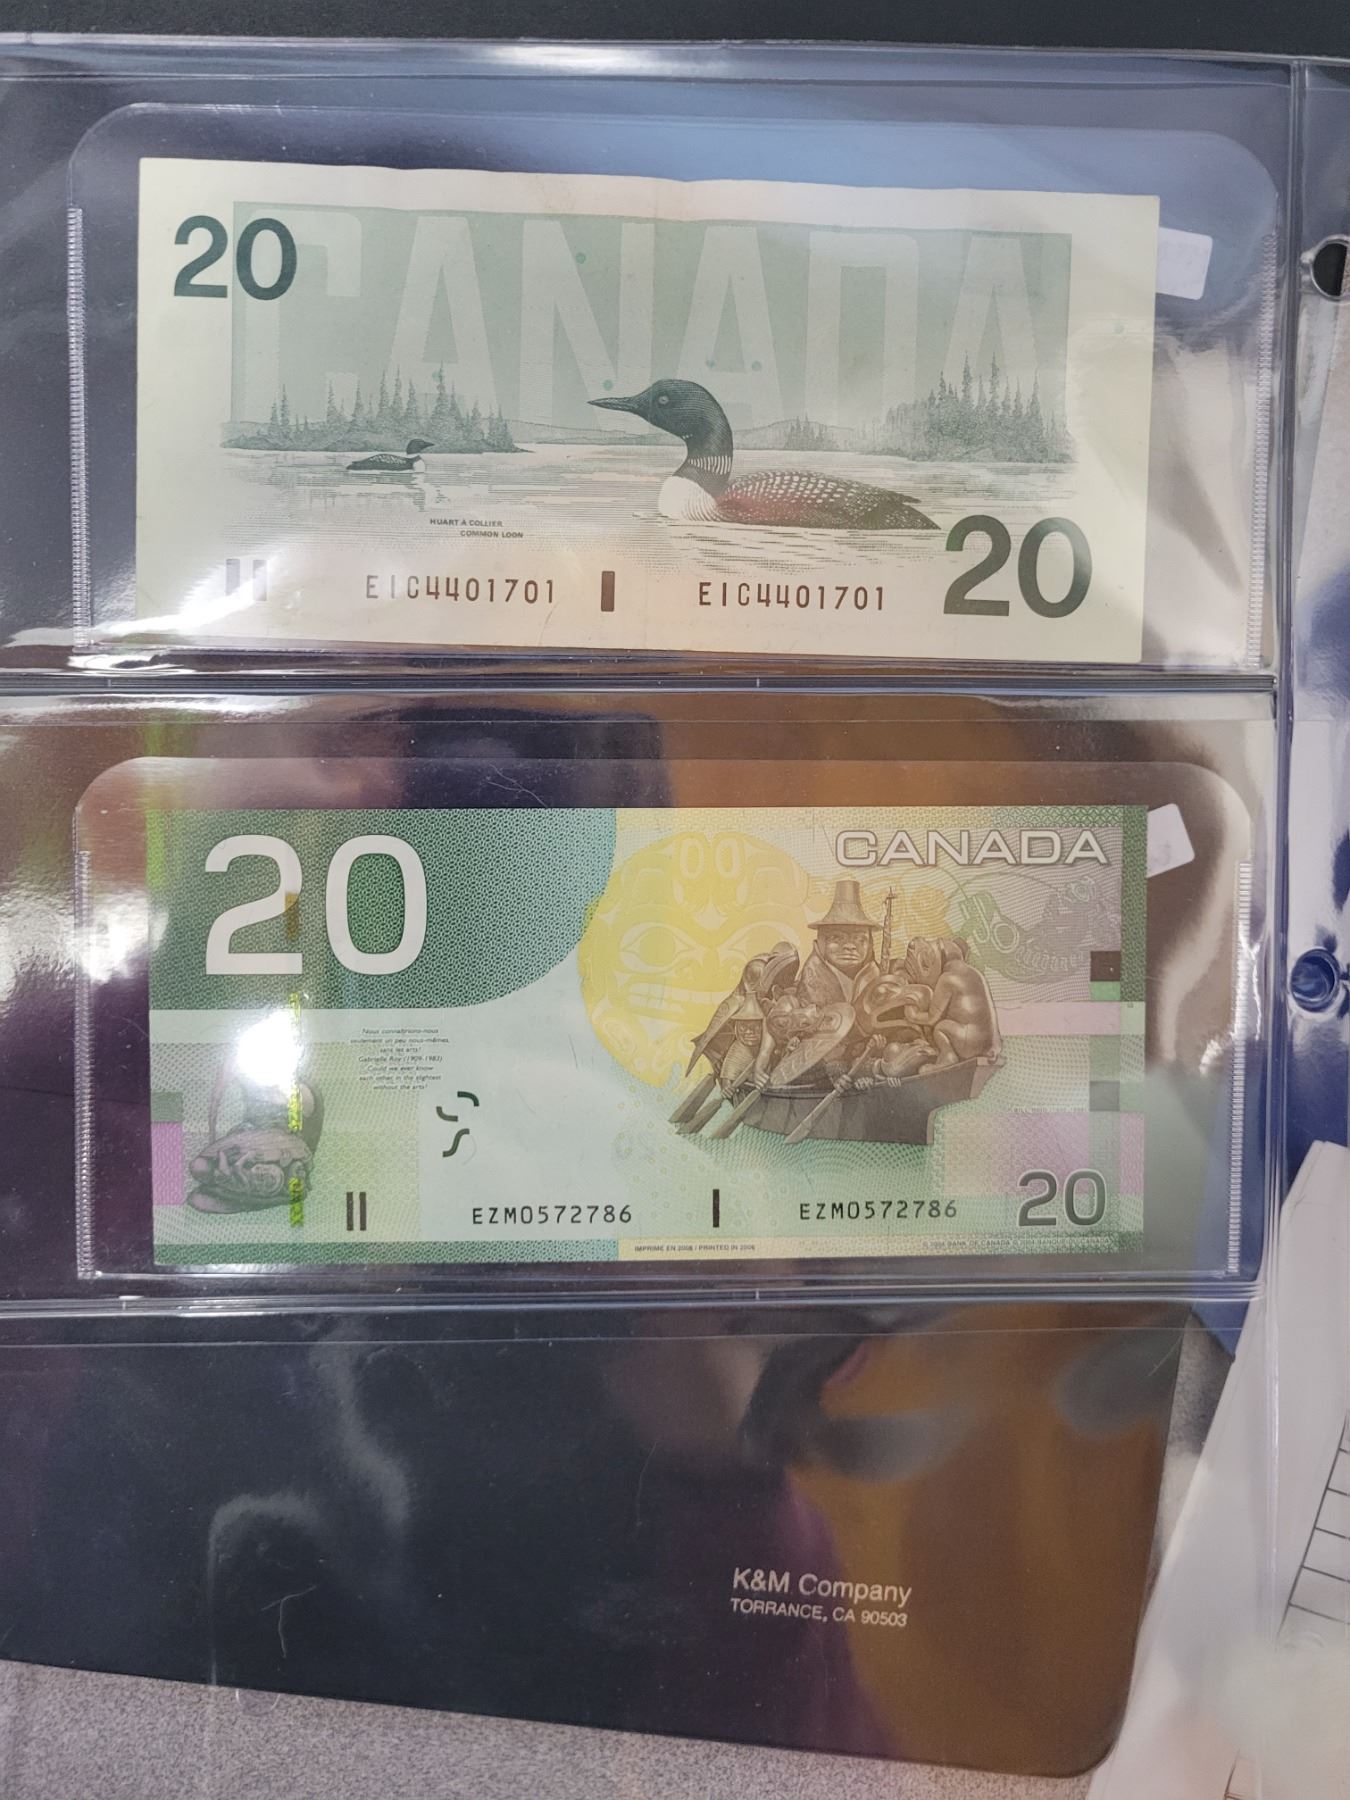 CANADA
20
HUART À COLLIER
COMMON LOON
EIC4401701 EIC4401701
20
20
CANADA
Nous connaîtrions-nous
seulement un peu nous-mêmes,
sans les arts?
Gabrielle Roy (1909-1983)
Could we ever know
each other in the slightest
without the arts?
EZM0572786 EZM0572786
20
IMPRIMÉ EN 2006 / PRINTED IN 2006
K&M Company
TORRANCE, CA 90503